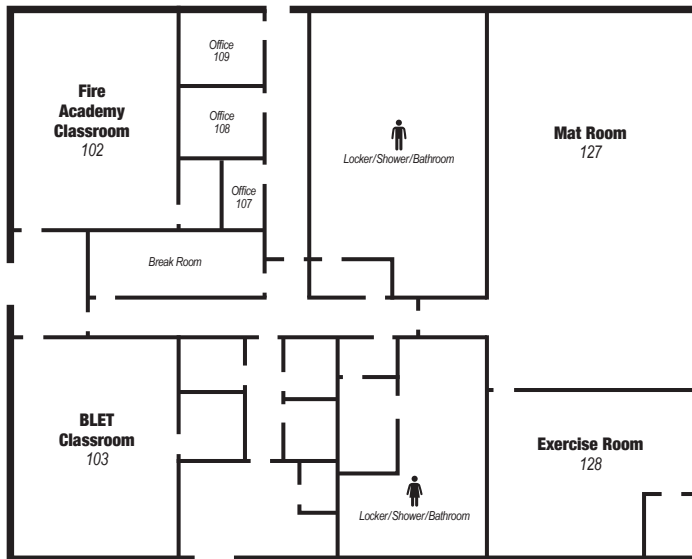 Office
109
Fire
Academy
Classroom
102
Office
108
Locker/Shower/Bathroom
Mat Room
127
Office
107
Break Room
BLET
Classroom
103
Exercise Room
128
Locker/Shower/Bathroom